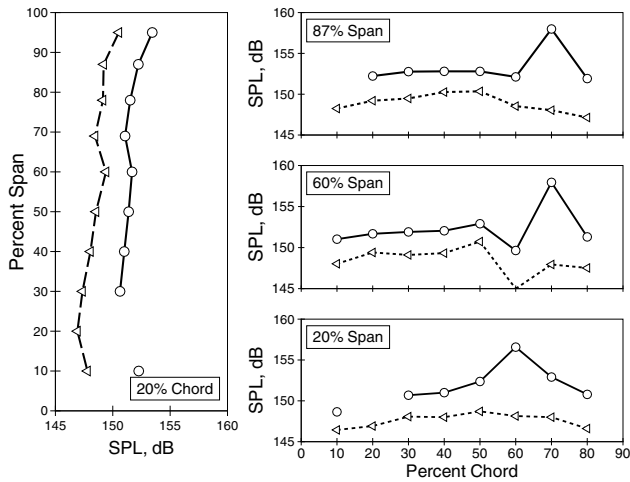 100
90
80
70
60
50
40
30
20
10
0
Percent Span
145 150 155 160
SPL, dB
20% Chord
160
155
150
145
SPL, dB
87% Span
160
155
150
145
SPL, dB
60% Span
160
155
150
145
SPL, dB
20% Span
0 10 20 30 40 50 60 70 80 90
Percent Chord